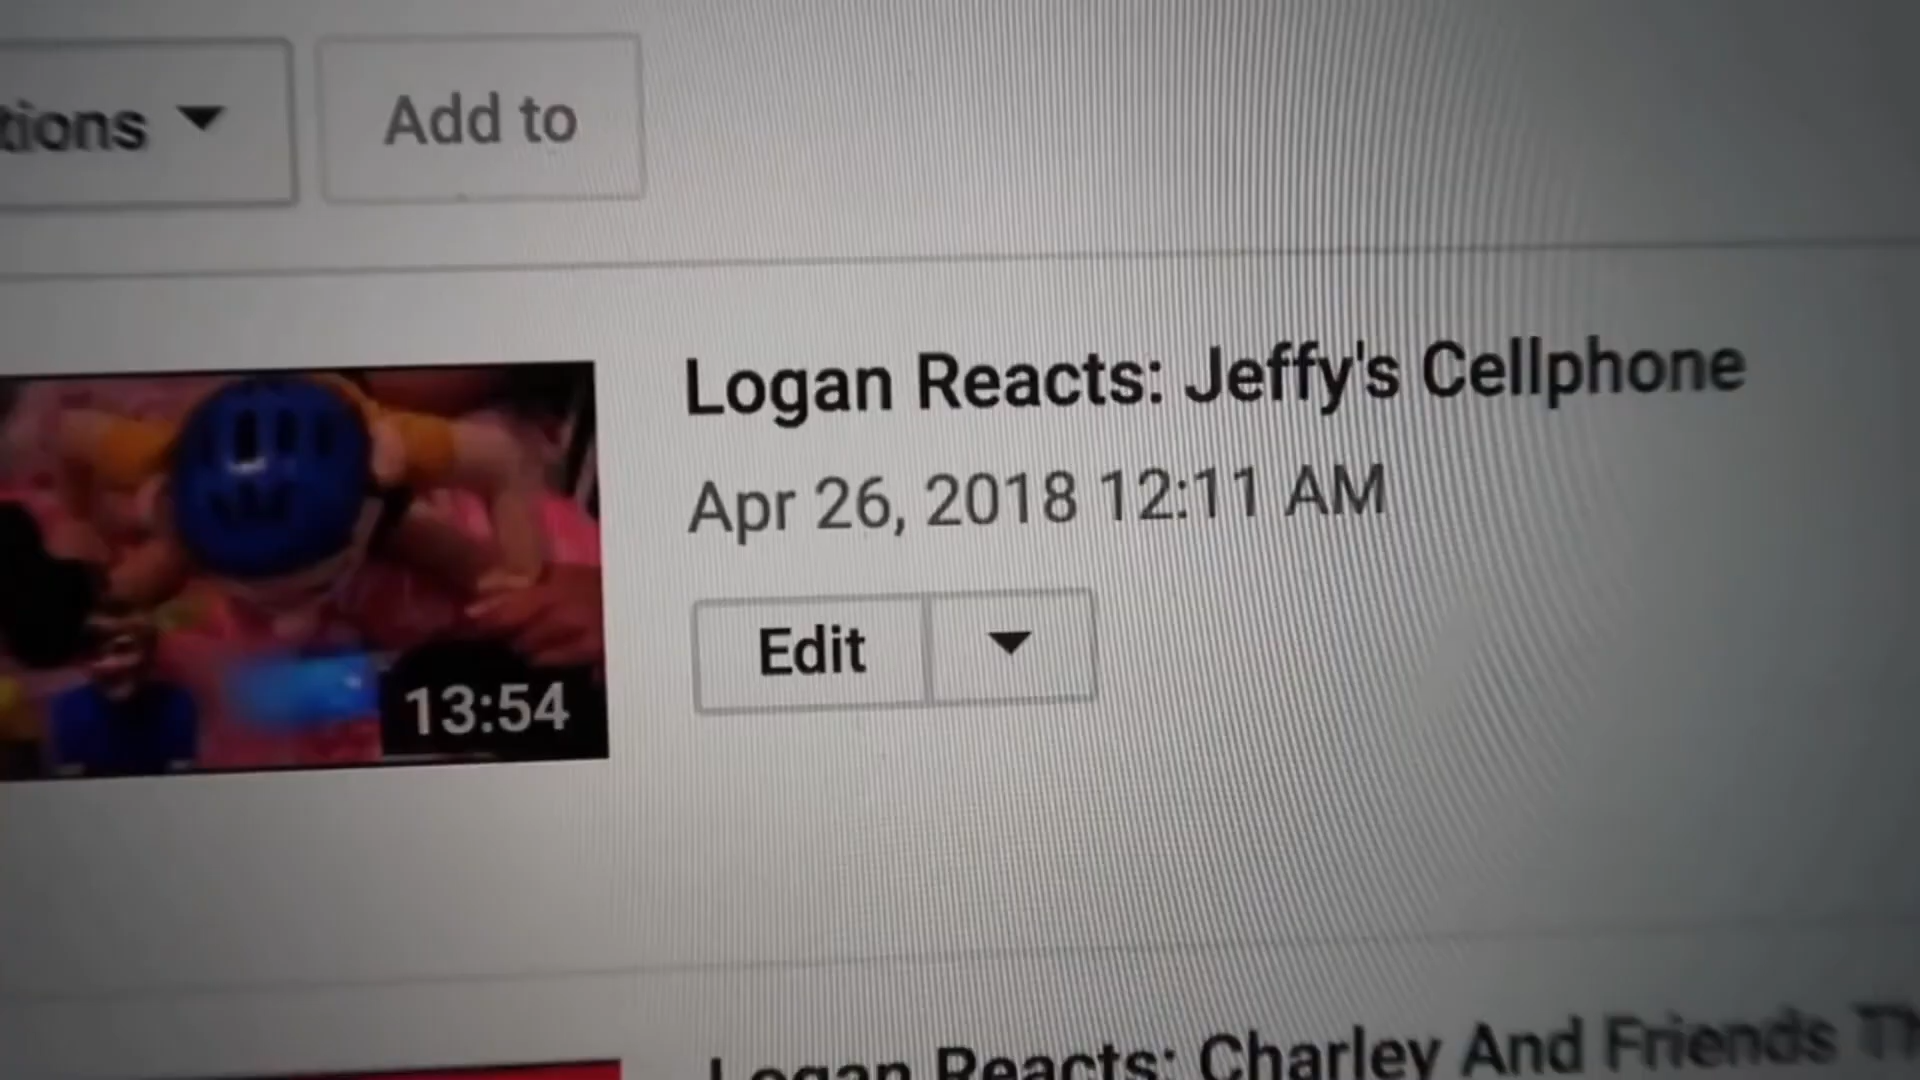 tions Add to
Logan Reacts: Jeffy's Cellphone
Apr 26, 2018 12:11 AM
Edit
13:54
Logan Reacts: Charley And Friends